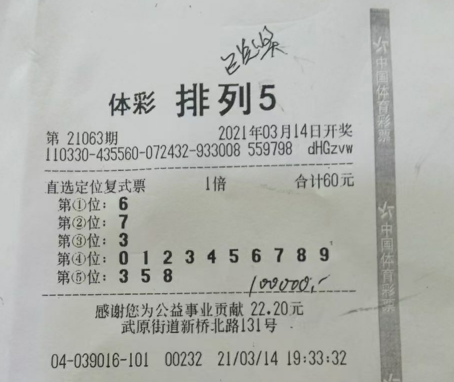 已兑奖
体彩 排列5
第 21063期 2021年03月14日开奖
110330-435560-072432-933008 559798 dHGzvw
直选定位复式票 1倍 合计60元
第①位: 6
第②位: 7
第③位: 3
第④位: 0 1 2 3 4 5 6 7 8 9
第⑤位: 3 5 8
100000.-
感谢您为公益事业贡献 22.20元
武原街道新桥北路131号
04-039016-101 00232 21/03/14 19:33:32
中国体育彩票
中国体育彩票